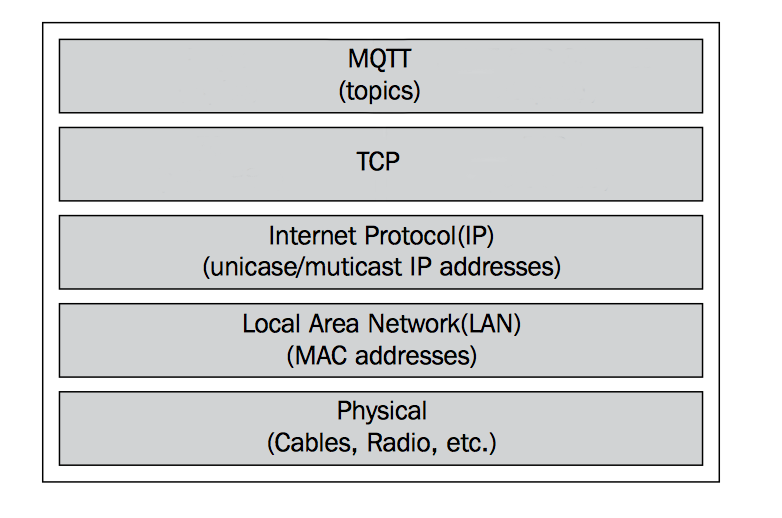 MQTT
(topics)
TCP
Internet Protocol(IP)
(unicase/muticast IP addresses)
Local Area Network(LAN)
(MAC addresses)
Physical
(Cables, Radio, etc.)